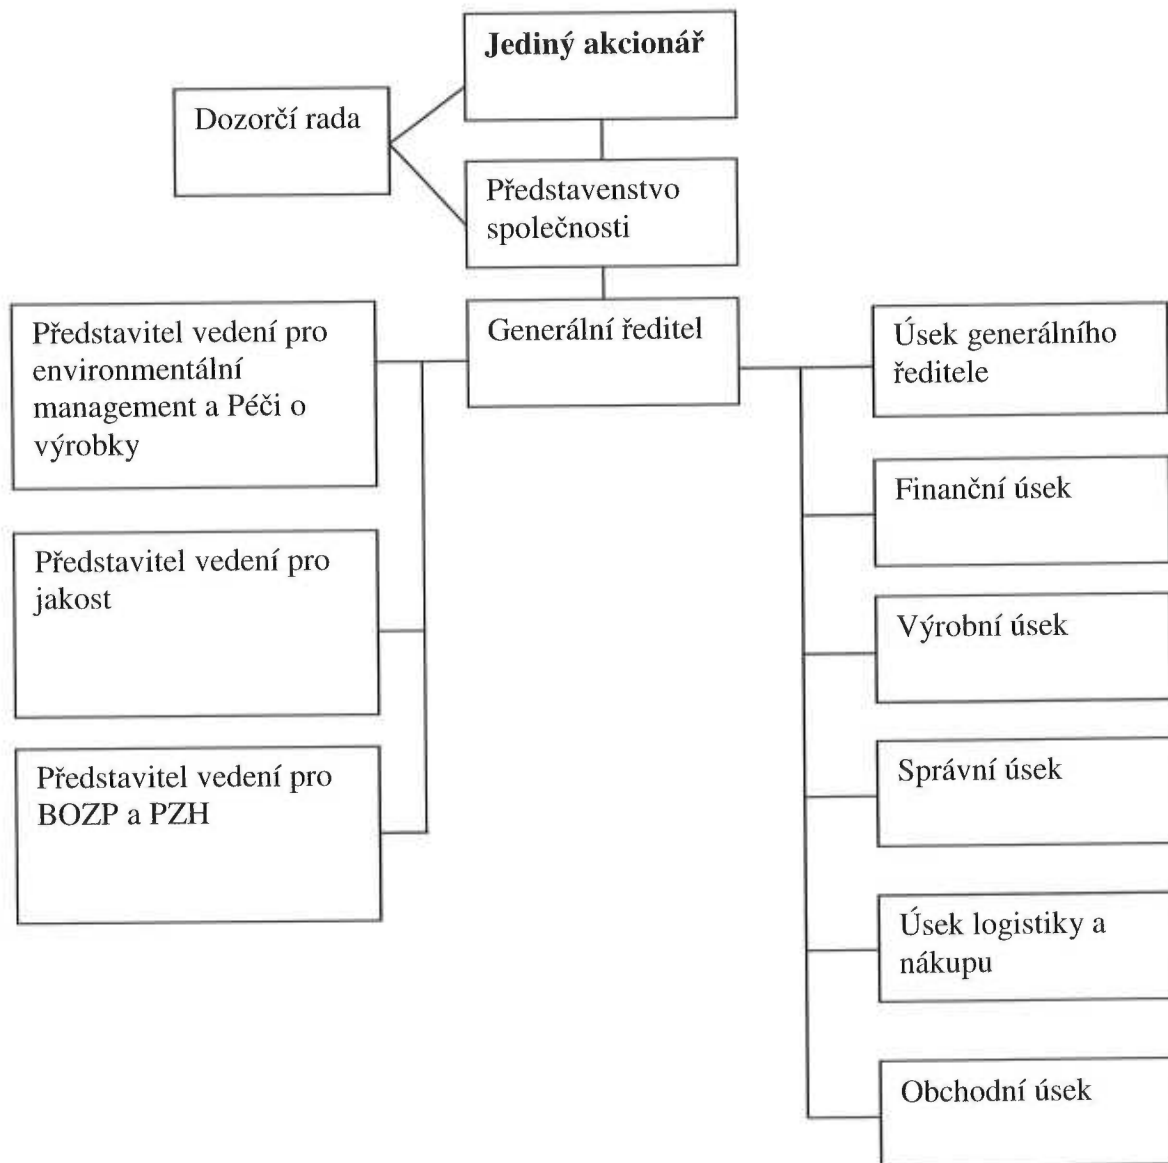 Jediný akcionář
Dozorčí rada
Představenstvo
společnosti
Generální ředitel
Představitel vedení pro
environmentální
management a Péči o
výrobky
Představitel vedení pro
jakost
Představitel vedení pro
BOZP a PZH
Úsek generálního
ředitele
Finanční úsek
Výrobní úsek
Správní úsek
Úsek logistiky a
nákupu
Obchodní úsek